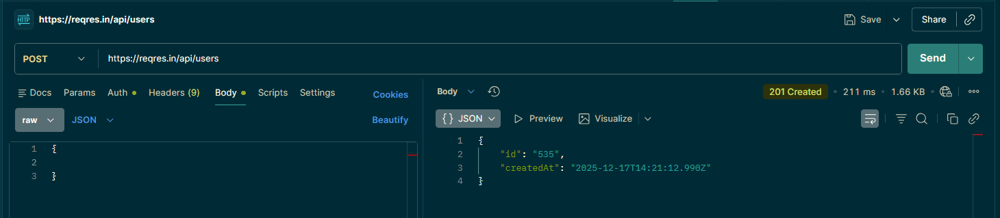 HTTP https://reqres.in/api/users Save Share
POST https://reqres.in/api/users Send
Docs Params Auth Headers (9) Body Scripts Settings Cookies
Body 201 Created 211 ms 1.66 KB
raw JSON Beautify
{} JSON Preview Visualize
1 {
2
3 }
1 {
2 "id": "535",
3 "createdAt": "2025-12-17T14:21:12.990Z"
4 }